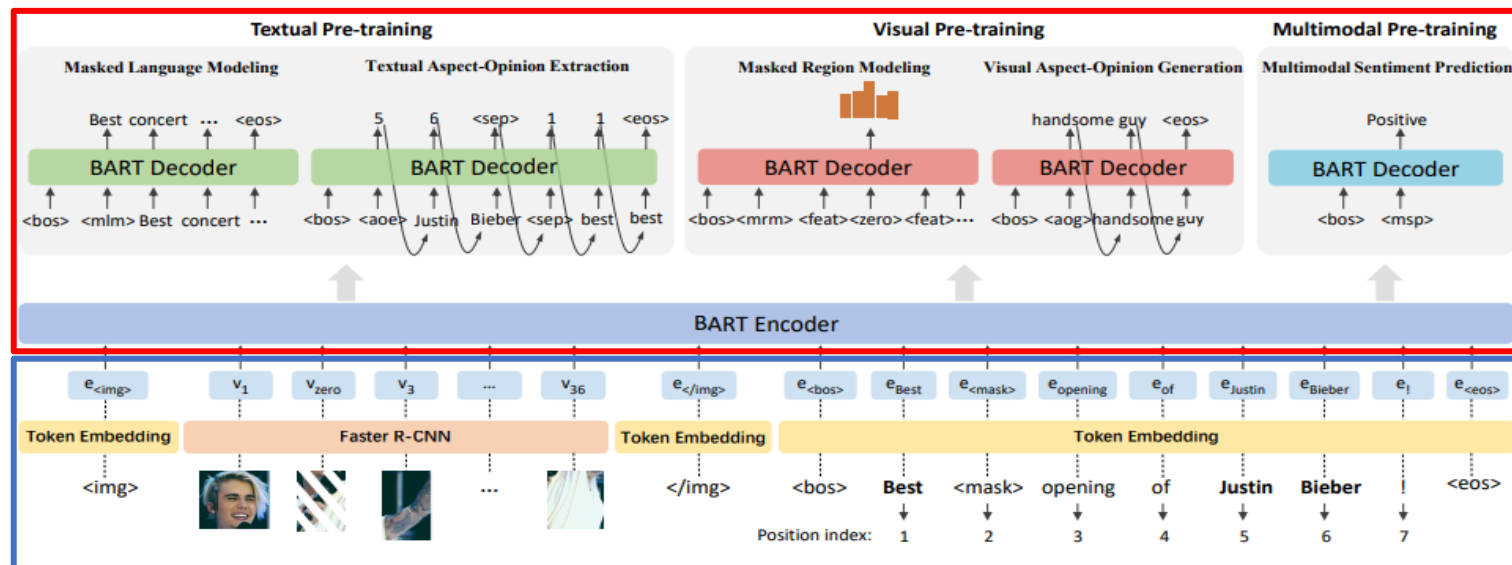 Textual Pre-training Visual Pre-training Multimodal Pre-training
Masked Language Modeling Textual Aspect-Opinion Extraction Masked Region Modeling Visual Aspect-Opinion Generation Multimodal Sentiment Prediction
Best concert ... <eos> 5 6 <sep> 1 1 <eos> handsome guy <eos> Positive
BART Decoder BART Decoder BART Decoder BART Decoder BART Decoder
<bos> <mlm> Best concert ... <bos> <aoe> Justin Bieber <sep> best best <bos> <mrm> <feat> <zero> <feat> ... <bos> <aog> handsome guy <bos> <msp>
BART Encoder
e<img> v1 vzero v3 ... v36 e</img> e<bos> eBest e<mask> eopening eof eJustin eBieber e! e<eos>
Token Embedding Faster R-CNN Token Embedding Token Embedding
<img> ... </img> <bos> Best <mask> opening of Justin Bieber ! <eos>
Position index: 1 2 3 4 5 6 7